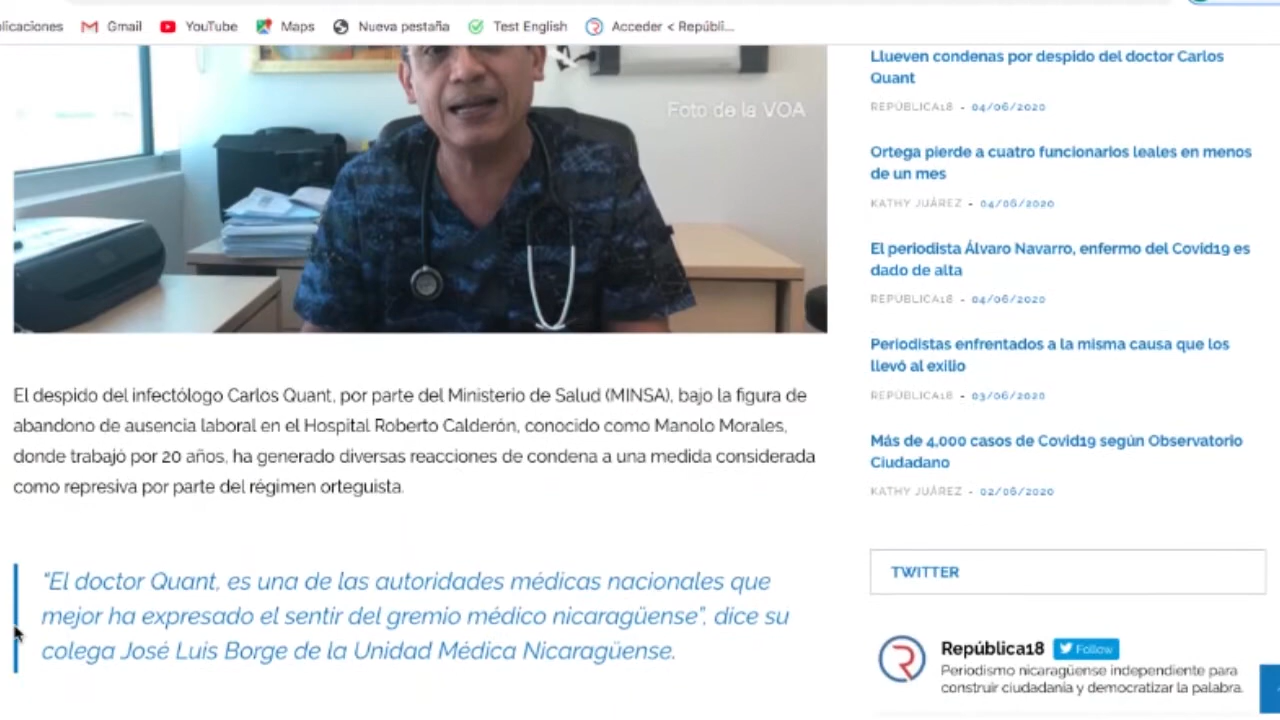 licaciones
Gmail
YouTube
Maps
Nueva pestaña
Test English
Acceder < Repúbli...
Foto de la VOA
El despido del infectólogo Carlos Quant, por parte del Ministerio de Salud (MINSA), bajo la figura de
abandono de ausencia laboral en el Hospital Roberto Calderón, conocido como Manolo Morales,
donde trabajó por 20 años, ha generado diversas reacciones de condena a una medida considerada
como represiva por parte del régimen orteguista.
"El doctor Quant, es una de las autoridades médicas nacionales que
mejor ha expresado el sentir del gremio médico nicaragüense", dice su
colega José Luis Borge de la Unidad Médica Nicaragüense.
Llueven condenas por despido del doctor Carlos
Quant
REPÚBLICA18 - 04/06/2020
Ortega pierde a cuatro funcionarios leales en menos
de un mes
KATHY JUÁREZ - 04/06/2020
El periodista Álvaro Navarro, enfermo del Covid19 es
dado de alta
REPÚBLICA18 - 04/06/2020
Periodistas enfrentados a la misma causa que los
llevó al exilio
REPÚBLICA18 - 03/06/2020
Más de 4,000 casos de Covid19 según Observatorio
Ciudadano
KATHY JUÁREZ - 02/06/2020
TWITTER
República18
Follow
Periodismo nicaragüense independiente para
construir ciudadanía y democratizar la palabra.